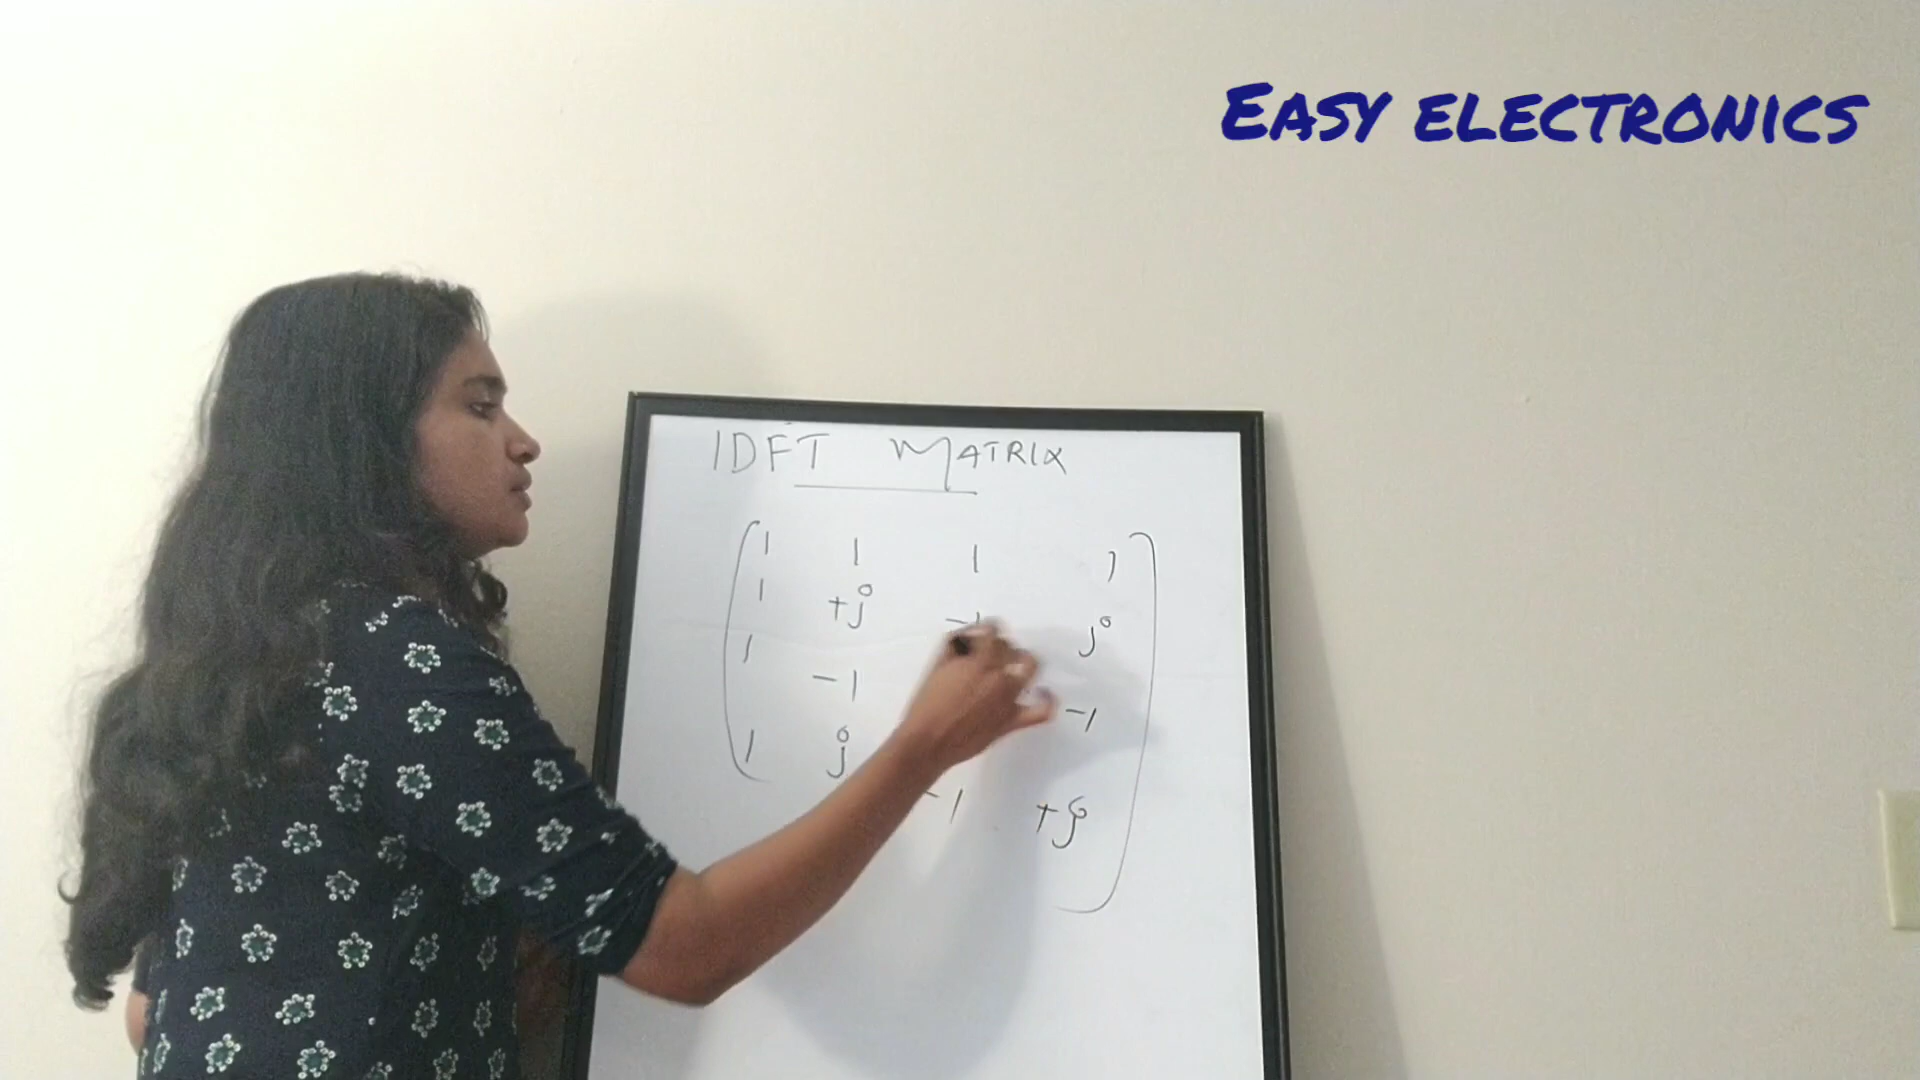 EASY ELECTRONICS
IDFT MATRIX
1 1 1 1
1 +j -1 j
1 -1 -1
1 j -1 +j